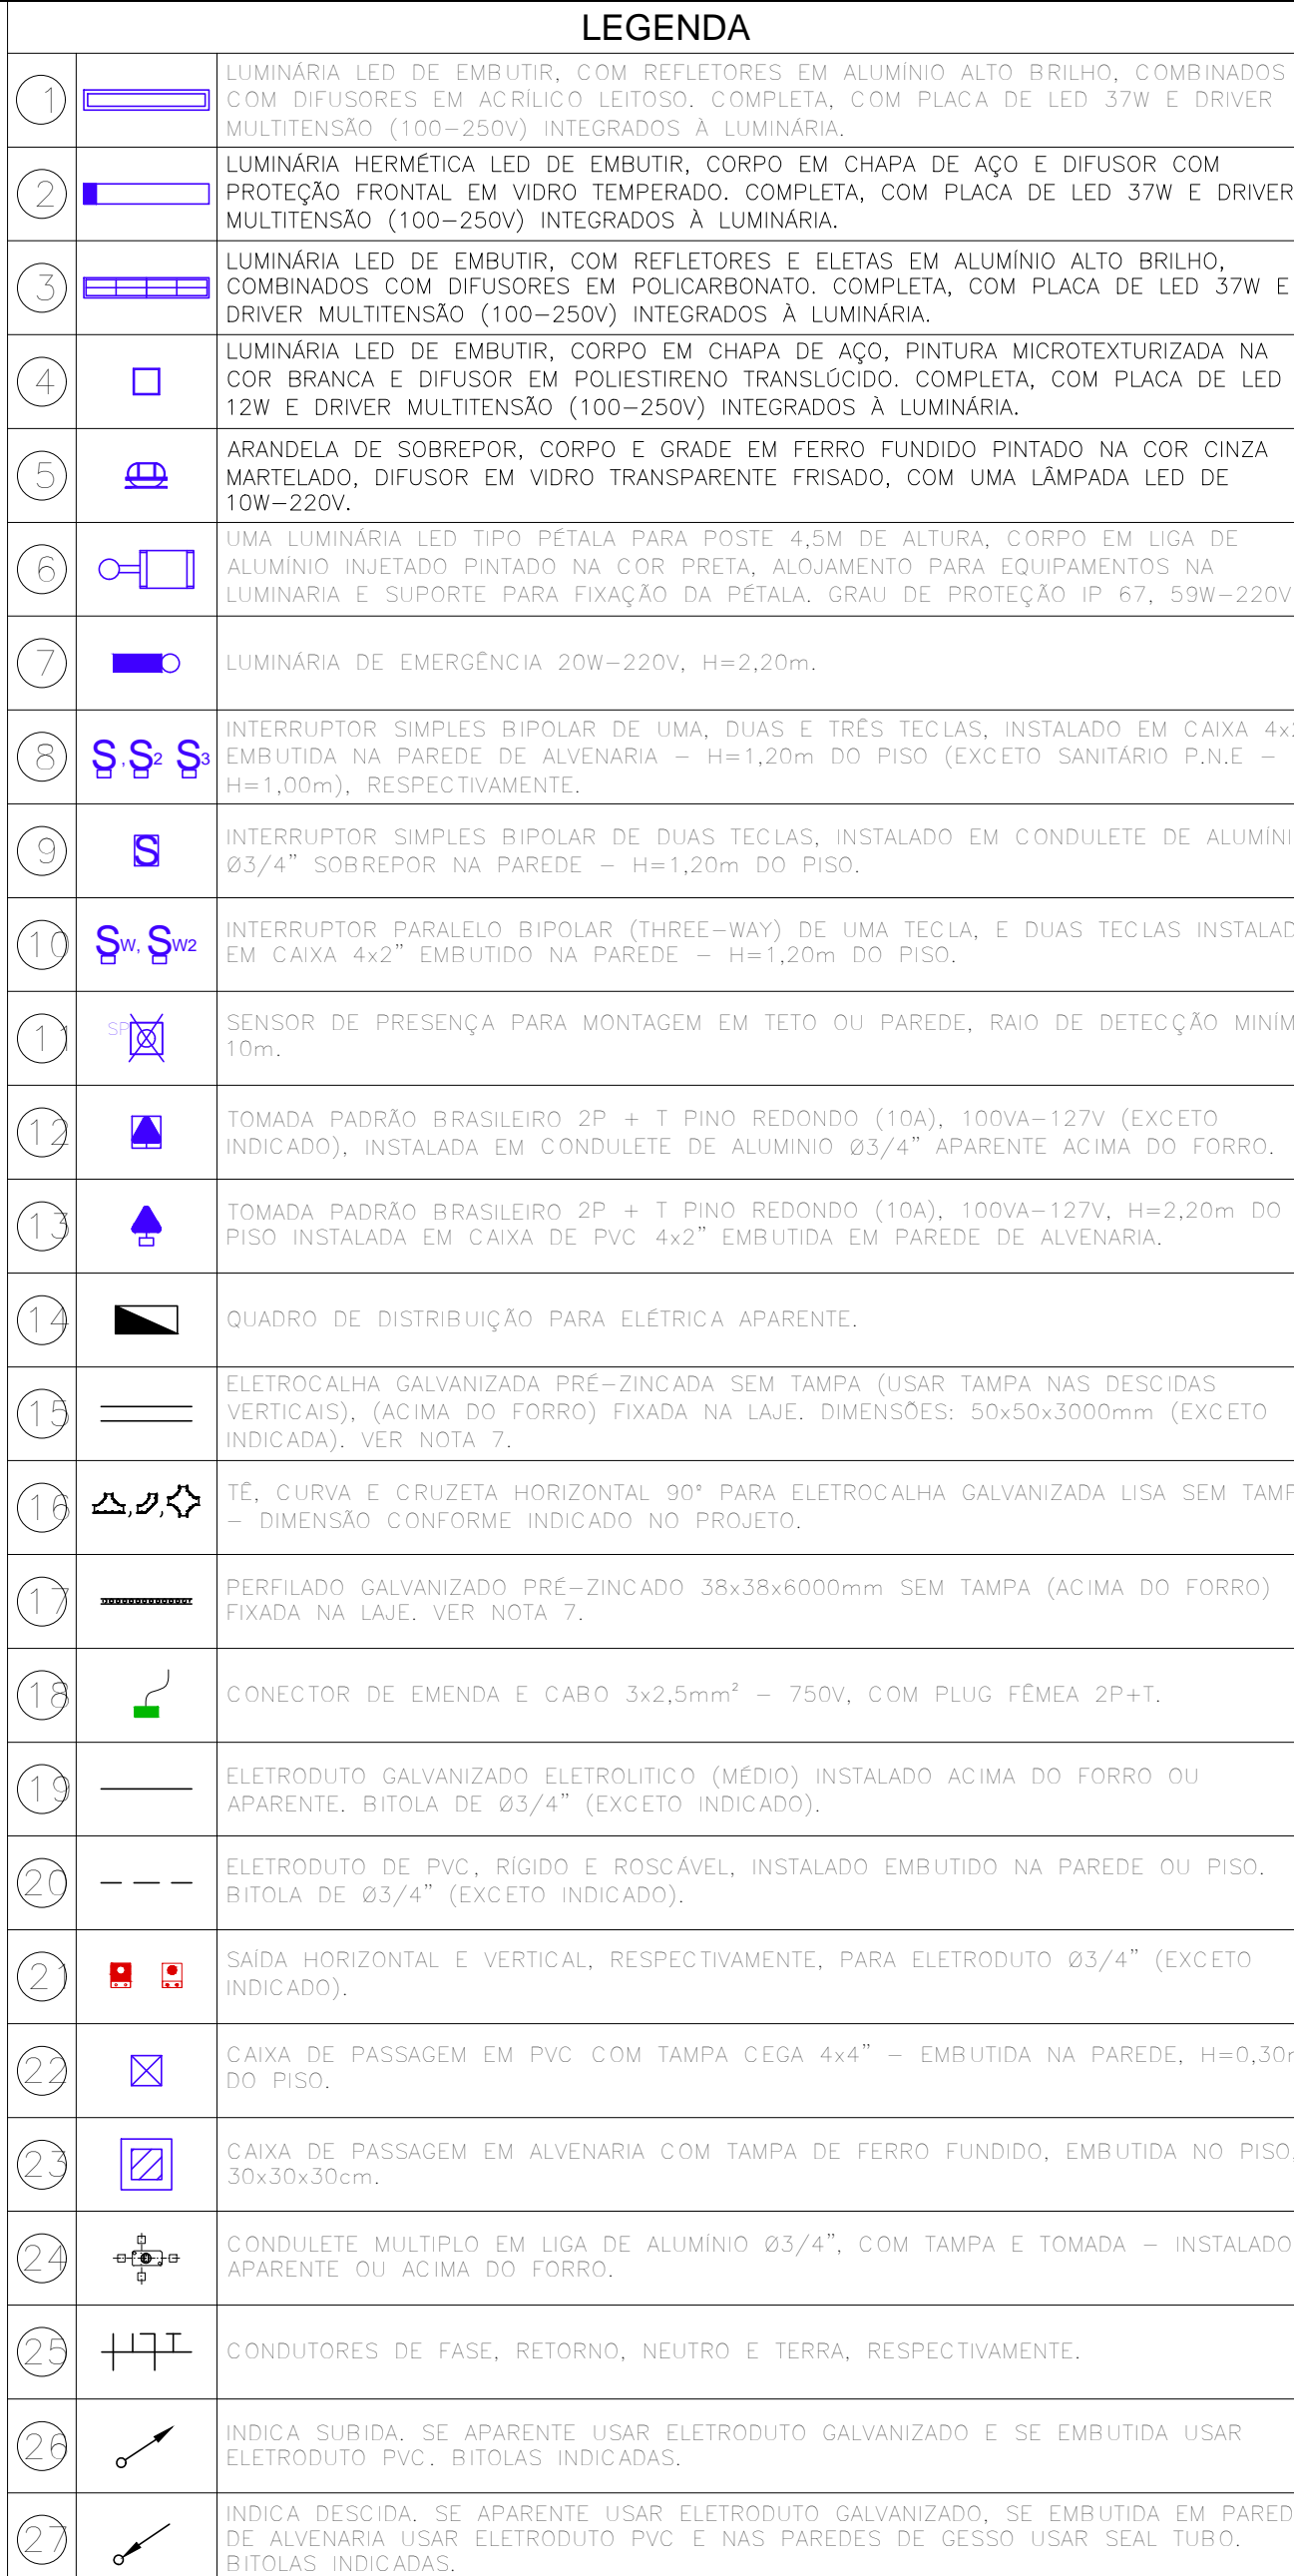 LEGENDA
1
LUMINÁRIA LED DE EMBUTIR, COM REFLETORES EM ALUMÍNIO ALTO BRILHO, COMBINADOS
COM DIFUSORES EM ACRÍLICO LEITOSO. COMPLETA, COM PLACA DE LED 37W E DRIVER
MULTITENSÃO (100-250V) INTEGRADOS À LUMINÁRIA.
2
LUMINÁRIA HERMÉTICA LED DE EMBUTIR, CORPO EM CHAPA DE AÇO E DIFUSOR COM
PROTEÇÃO FRONTAL EM VIDRO TEMPERADO. COMPLETA, COM PLACA DE LED 37W E DRIVER
MULTITENSÃO (100-250V) INTEGRADOS À LUMINÁRIA.
3
LUMINÁRIA LED DE EMBUTIR, COM REFLETORES E ELETAS EM ALUMÍNIO ALTO BRILHO,
COMBINADOS COM DIFUSORES EM POLICARBONATO. COMPLETA, COM PLACA DE LED 37W E
DRIVER MULTITENSÃO (100-250V) INTEGRADOS À LUMINÁRIA.
4
LUMINÁRIA LED DE EMBUTIR, CORPO EM CHAPA DE AÇO, PINTURA MICROTEXTURIZADA NA
COR BRANCA E DIFUSOR EM POLIESTIRENO TRANSLÚCIDO. COMPLETA, COM PLACA DE LED
12W E DRIVER MULTITENSÃO (100-250V) INTEGRADOS À LUMINÁRIA.
5
ARANDELA DE SOBREPOR, CORPO E GRADE EM FERRO FUNDIDO PINTADO NA COR CINZA
MARTELADO, DIFUSOR EM VIDRO TRANSPARENTE FRISADO, COM UMA LÂMPADA LED DE
10W-220V.
6
UMA LUMINÁRIA LED TIPO PÉTALA PARA POSTE 4,5M DE ALTURA, CORPO EM LIGA DE
ALUMÍNIO INJETADO PINTADO NA COR PRETA, ALOJAMENTO PARA EQUIPAMENTOS NA
LUMINARIA E SUPORTE PARA FIXAÇÃO DA PÉTALA. GRAU DE PROTEÇÃO IP 67, 59W-220V
7
LUMINÁRIA DE EMERGÊNCIA 20W-220V, H=2,20m.
8
S, S2 S3
INTERRUPTOR SIMPLES BIPOLAR DE UMA, DUAS E TRÊS TECLAS, INSTALADO EM CAIXA 4x2
EMBUTIDA NA PAREDE DE ALVENARIA - H=1,20m DO PISO (EXCETO SANITÁRIO P.N.E -
H=1,00m), RESPECTIVAMENTE.
9
S
INTERRUPTOR SIMPLES BIPOLAR DE DUAS TECLAS, INSTALADO EM CONDULETE DE ALUMÍNI
Ø3/4" SOBREPOR NA PAREDE - H=1,20m DO PISO.
10
SW, SW2
INTERRUPTOR PARALELO BIPOLAR (THREE-WAY) DE UMA TECLA, E DUAS TECLAS INSTALAD
EM CAIXA 4x2" EMBUTIDO NA PAREDE - H=1,20m DO PISO.
11
SP
SENSOR DE PRESENÇA PARA MONTAGEM EM TETO OU PAREDE, RAIO DE DETECÇÃO MINÍM
10m.
12
TOMADA PADRÃO BRASILEIRO 2P + T PINO REDONDO (10A), 100VA-127V (EXCETO
INDICADO), INSTALADA EM CONDULETE DE ALUMINIO Ø3/4" APARENTE ACIMA DO FORRO.
13
TOMADA PADRÃO BRASILEIRO 2P + T PINO REDONDO (10A), 100VA-127V, H=2,20m DO
PISO INSTALADA EM CAIXA DE PVC 4x2" EMBUTIDA EM PAREDE DE ALVENARIA.
14
QUADRO DE DISTRIBUIÇÃO PARA ELÉTRICA APARENTE.
15
ELETROCALHA GALVANIZADA PRÉ-ZINCADA SEM TAMPA (USAR TAMPA NAS DESCIDAS
VERTICAIS), (ACIMA DO FORRO) FIXADA NA LAJE. DIMENSÕES: 50x50x3000mm (EXCETO
INDICADA). VER NOTA 7.
16
TÊ, CURVA E CRUZETA HORIZONTAL 90° PARA ELETROCALHA GALVANIZADA LISA SEM TAMP
- DIMENSÃO CONFORME INDICADO NO PROJETO.
17
PERFILADO GALVANIZADO PRÉ-ZINCADO 38x38x6000mm SEM TAMPA (ACIMA DO FORRO)
FIXADA NA LAJE. VER NOTA 7.
18
CONECTOR DE EMENDA E CABO 3x2,5mm² - 750V, COM PLUG FÊMEA 2P+T.
19
ELETRODUTO GALVANIZADO ELETROLITICO (MÉDIO) INSTALADO ACIMA DO FORRO OU
APARENTE. BITOLA DE Ø3/4" (EXCETO INDICADO).
20
ELETRODUTO DE PVC, RÍGIDO E ROSCÁVEL, INSTALADO EMBUTIDO NA PAREDE OU PISO.
BITOLA DE Ø3/4" (EXCETO INDICADO).
21
SAÍDA HORIZONTAL E VERTICAL, RESPECTIVAMENTE, PARA ELETRODUTO Ø3/4" (EXCETO
INDICADO).
22
CAIXA DE PASSAGEM EM PVC COM TAMPA CEGA 4x4" - EMBUTIDA NA PAREDE, H=0,30m
DO PISO.
23
CAIXA DE PASSAGEM EM ALVENARIA COM TAMPA DE FERRO FUNDIDO, EMBUTIDA NO PISO,
30x30x30cm.
24
CONDULETE MULTIPLO EM LIGA DE ALUMÍNIO Ø3/4", COM TAMPA E TOMADA - INSTALADO
APARENTE OU ACIMA DO FORRO.
25
CONDUTORES DE FASE, RETORNO, NEUTRO E TERRA, RESPECTIVAMENTE.
26
INDICA SUBIDA. SE APARENTE USAR ELETRODUTO GALVANIZADO E SE EMBUTIDA USAR
ELETRODUTO PVC. BITOLAS INDICADAS.
27
INDICA DESCIDA. SE APARENTE USAR ELETRODUTO GALVANIZADO, SE EMBUTIDA EM PARED
DE ALVENARIA USAR ELETRODUTO PVC E NAS PAREDES DE GESSO USAR SEAL TUBO.
BITOLAS INDICADAS.